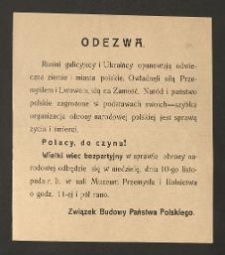 ODEZWA.
Rusini galicyjscy i Ukraińcy opanowują odwie-
czne ziemie i miasta polskie. Owładnęli siłą Prze-
myślem i Lwowem, idą na Zamość. Naród i państwo
polskie zagrożone w podstawach swoich—szybka
organizacja obrony narodowej polskiej jest sprawą
życia i śmierci.
Polacy, do czynu!
Wielki wiec bezpartyjny w sprawie obrony na-
rodowej odbędzie się w niedzielę, dnia 10-go listo-
pada r. b. w sali Muzeum Przemysłu i Rolnictwa
o godz. 11-ej i pół rano.
Związek Budowy Państwa Polskiego.